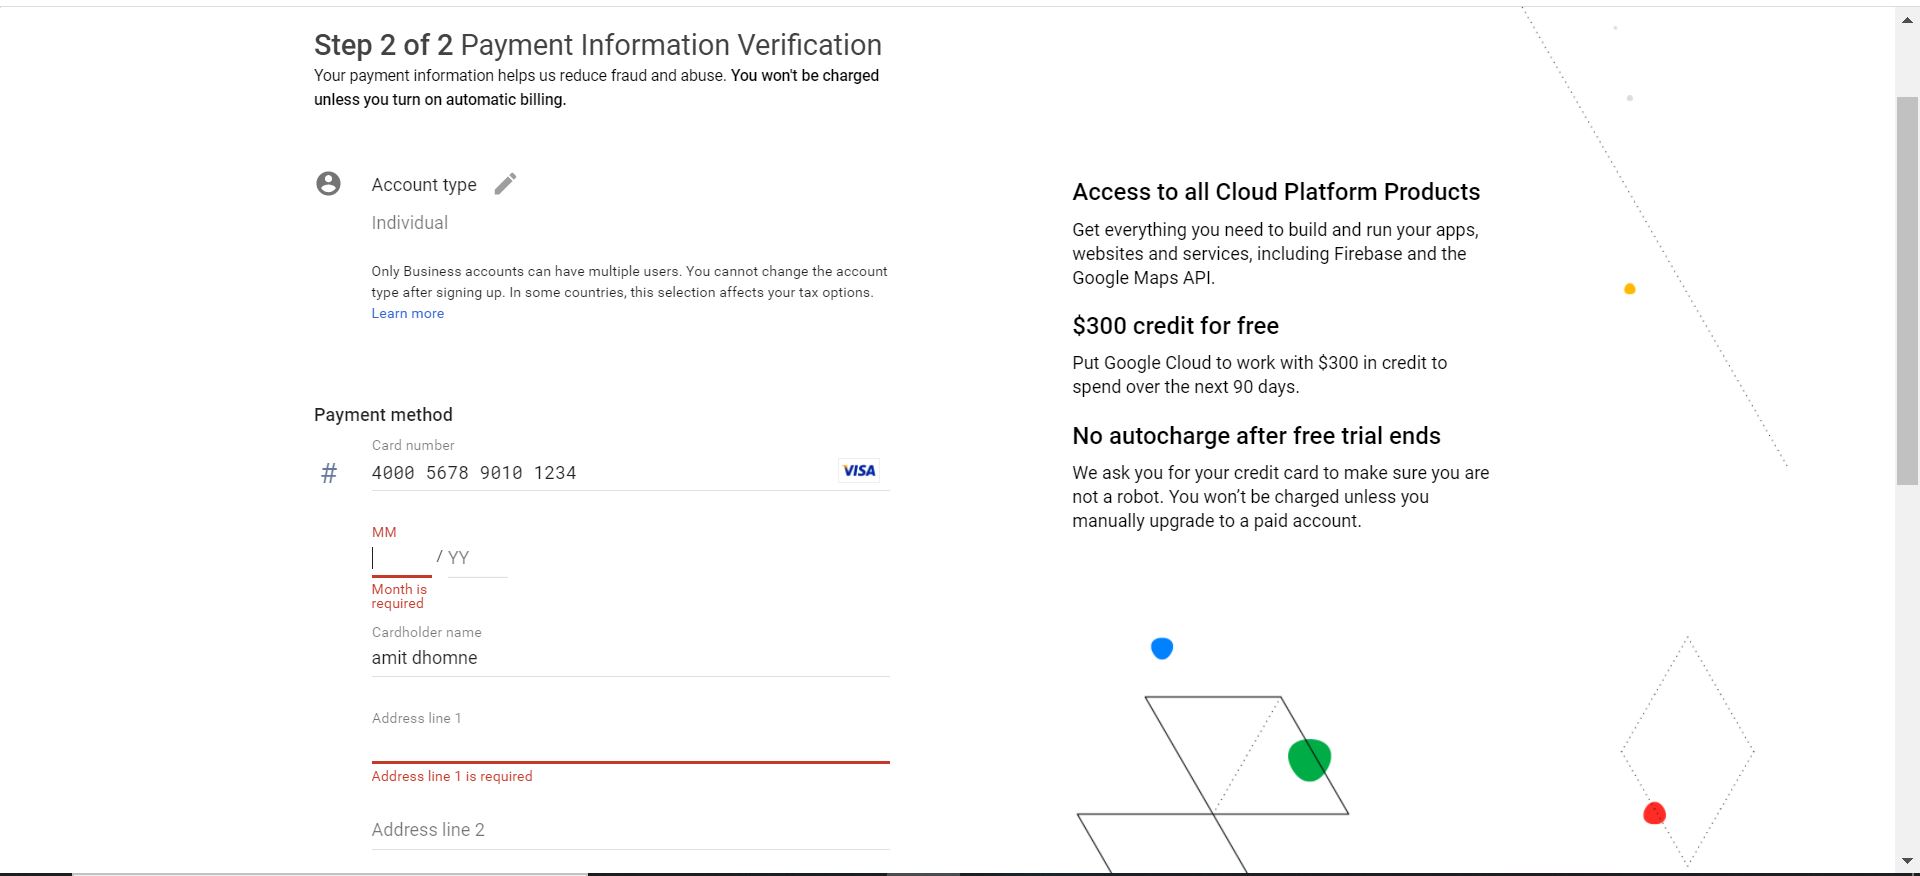 Step 2 of 2 Payment Information Verification
Your payment information helps us reduce fraud and abuse. You won't be charged
unless you turn on automatic billing.
Account type
Individual
Only Business accounts can have multiple users. You cannot change the account
type after signing up. In some countries, this selection affects your tax options.
Learn more
Payment method
Card number
# 4000 5678 9010 1234 VISA
MM
/ YY
Month is
required
Cardholder name
amit dhomne
Address line 1
Address line 1 is required
Address line 2
Access to all Cloud Platform Products
Get everything you need to build and run your apps,
websites and services, including Firebase and the
Google Maps API.
$300 credit for free
Put Google Cloud to work with $300 in credit to
spend over the next 90 days.
No autocharge after free trial ends
We ask you for your credit card to make sure you are
not a robot. You won’t be charged unless you
manually upgrade to a paid account.